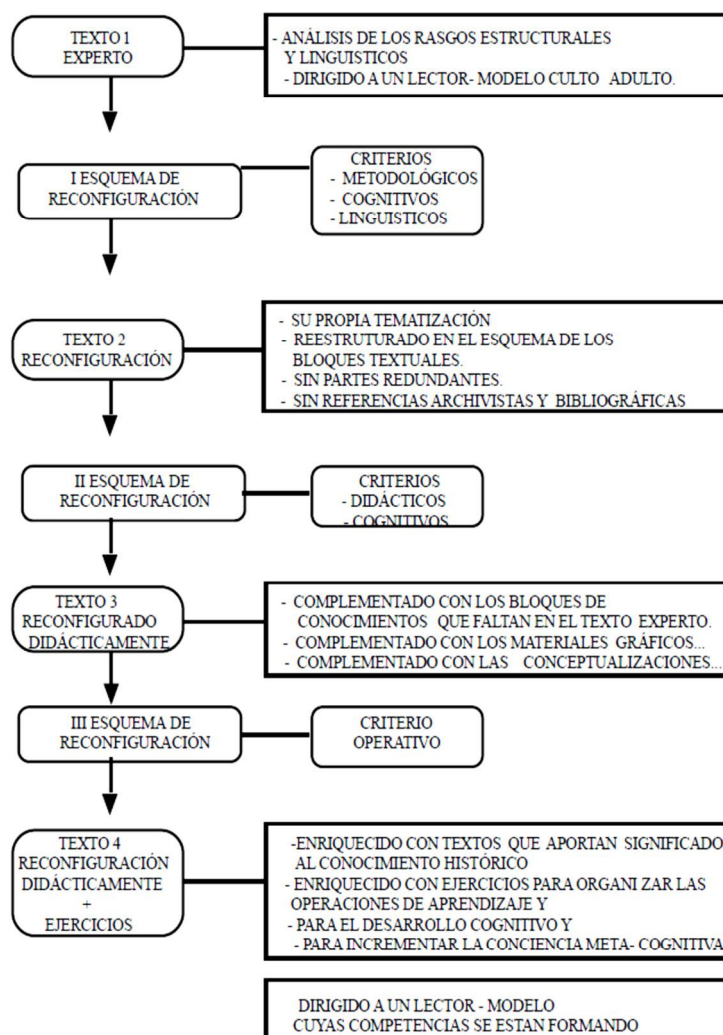 TEXTO 1
EXPERTO
- ANÁLISIS DE LOS RASGOS ESTRUCTURALES
Y LINGUISTICOS
- DIRIGIDO A UN LECTOR- MODELO CULTO ADULTO.
I ESQUEMA DE
RECONFIGURACIÓN
CRITERIOS
- METODOLÓGICOS
- COGNITIVOS
- LINGUISTICOS
TEXTO 2
RECONFIGURACIÓN
- SU PROPIA TEMATIZACIÓN
- REESTRUTURADO EN EL ESQUEMA DE LOS
BLOQUES TEXTUALES.
- SIN PARTES REDUNDANTES.
- SIN REFERENCIAS ARCHIVISTAS Y BIBLIOGRÁFICAS
II ESQUEMA DE
RECONFIGURACIÓN
CRITERIOS
- DIDÁCTICOS
- COGNITIVOS
TEXTO 3
RECONFIGURADO
DIDÁCTICAMENTE
- COMPLEMENTADO CON LOS BLOQUES DE
CONOCIMIENTOS QUE FALTAN EN EL TEXTO EXPERTO.
- COMPLEMENTADO CON LOS MATERIALES GRÁFICOS...
- COMPLEMENTADO CON LAS CONCEPTUALIZACIONES...
III ESQUEMA DE
RECONFIGURACIÓN
CRITERIO
OPERATIVO
TEXTO 4
RECONFIGURACIÓN
DIDÁCTICAMENTE
+
EJERCICIOS
-ENRIQUECIDO CON TEXTOS QUE APORTAN SIGNIFICADO
AL CONOCIMIENTO HISTÓRICO
- ENRIQUECIDO CON EJERCICIOS PARA ORGANIZAR LAS
OPERACIONES DE APRENDIZAJE Y
- PARA EL DESARROLLO COGNITIVO Y
- PARA INCREMENTAR LA CONCIENCIA META- COGNITIVA
DIRIGIDO A UN LECTOR - MODELO
CUYAS COMPETENCIAS SE ESTAN FORMANDO